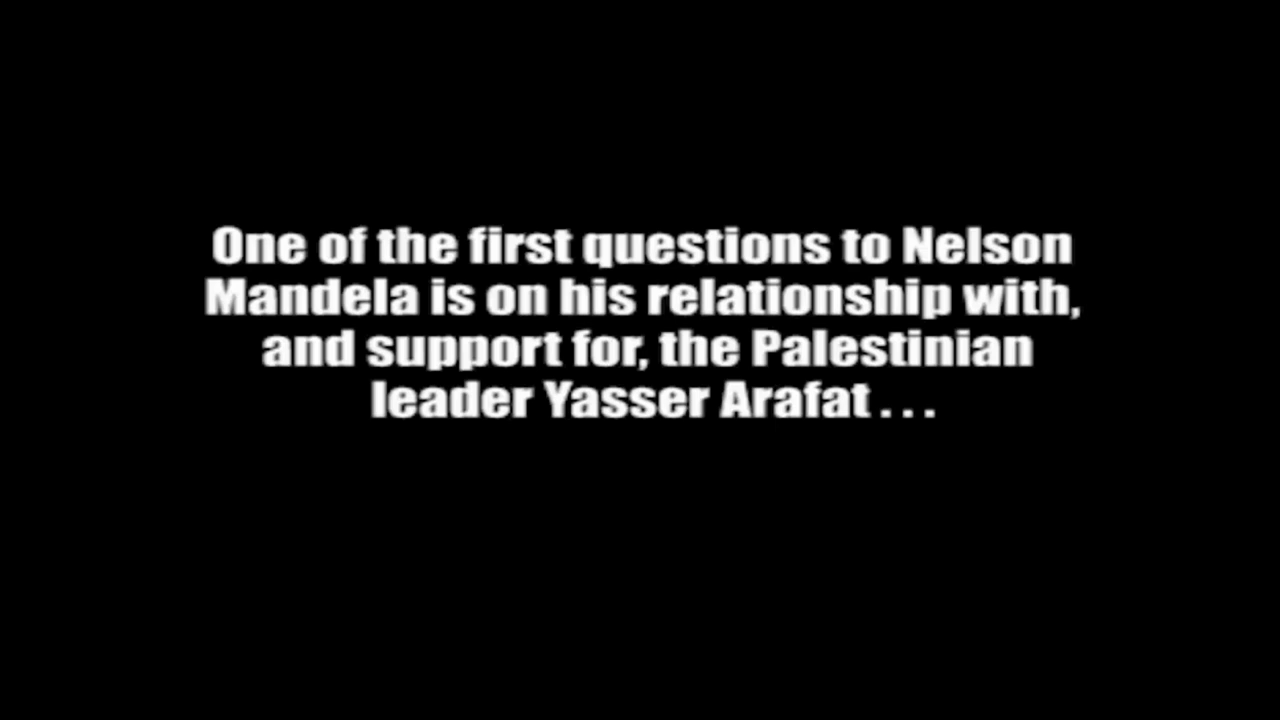 One of the first questions to Nelson
Mandela is on his relationship with,
and support for, the Palestinian
leader Yasser Arafat . . .